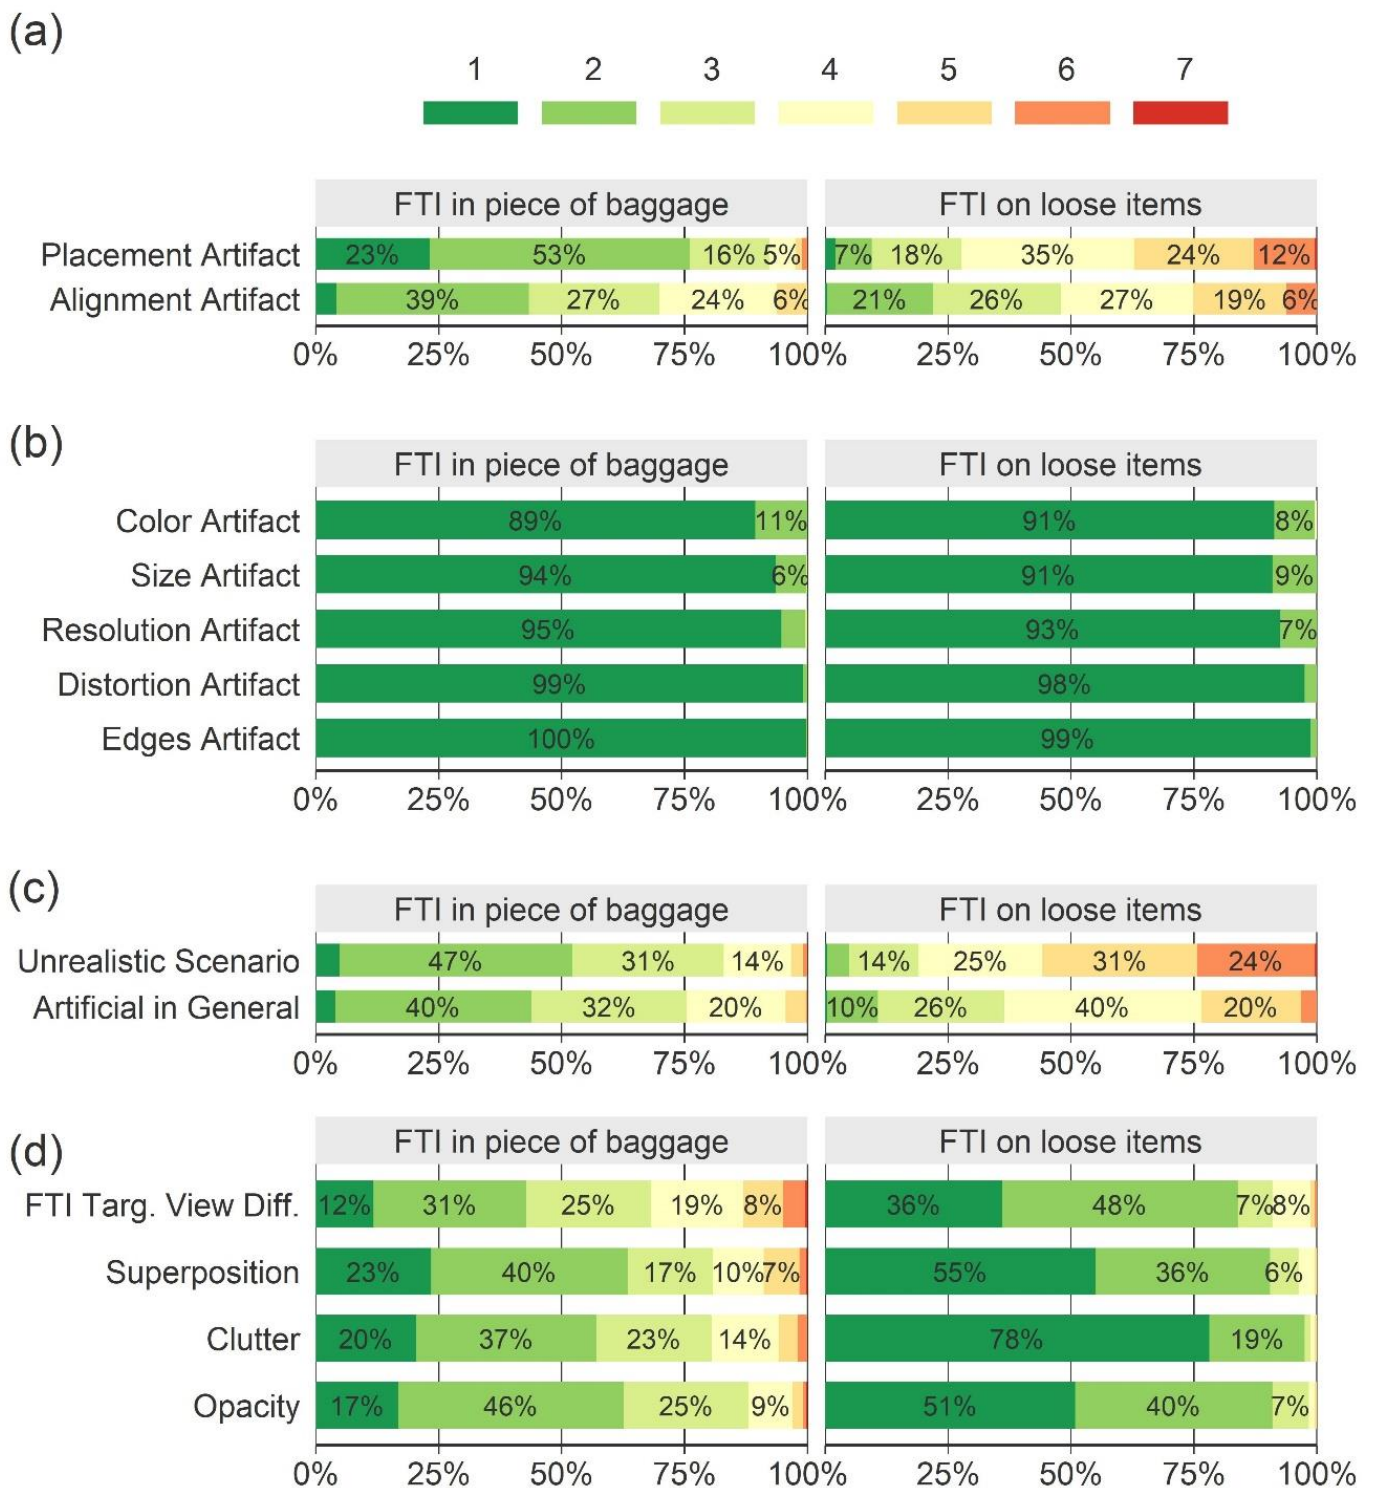 (a)
1 2 3 4 5 6 7
FTI in piece of baggage FTI on loose items
Placement Artifact 23% 53% 16% 5% 7% 18% 35% 24% 12%
Alignment Artifact 39% 27% 24% 6% 21% 26% 27% 19% 6%
0% 25% 50% 75% 100% 25% 50% 75% 100%
(b)
FTI in piece of baggage FTI on loose items
Color Artifact 89% 11% 91% 8%
Size Artifact 94% 6% 91% 9%
Resolution Artifact 95% 93% 7%
Distortion Artifact 99% 98%
Edges Artifact 100% 99%
0% 25% 50% 75% 100% 25% 50% 75% 100%
(c)
FTI in piece of baggage FTI on loose items
Unrealistic Scenario 47% 31% 14% 14% 25% 31% 24%
Artificial in General 40% 32% 20% 10% 26% 40% 20%
0% 25% 50% 75% 100% 25% 50% 75% 100%
(d)
FTI in piece of baggage FTI on loose items
FTI Targ. View Diff. 12% 31% 25% 19% 8% 36% 48% 7% 8%
Superposition 23% 40% 17% 10% 7% 55% 36% 6%
Clutter 20% 37% 23% 14% 78% 19%
Opacity 17% 46% 25% 9% 51% 40% 7%
0% 25% 50% 75% 100% 25% 50% 75% 100%